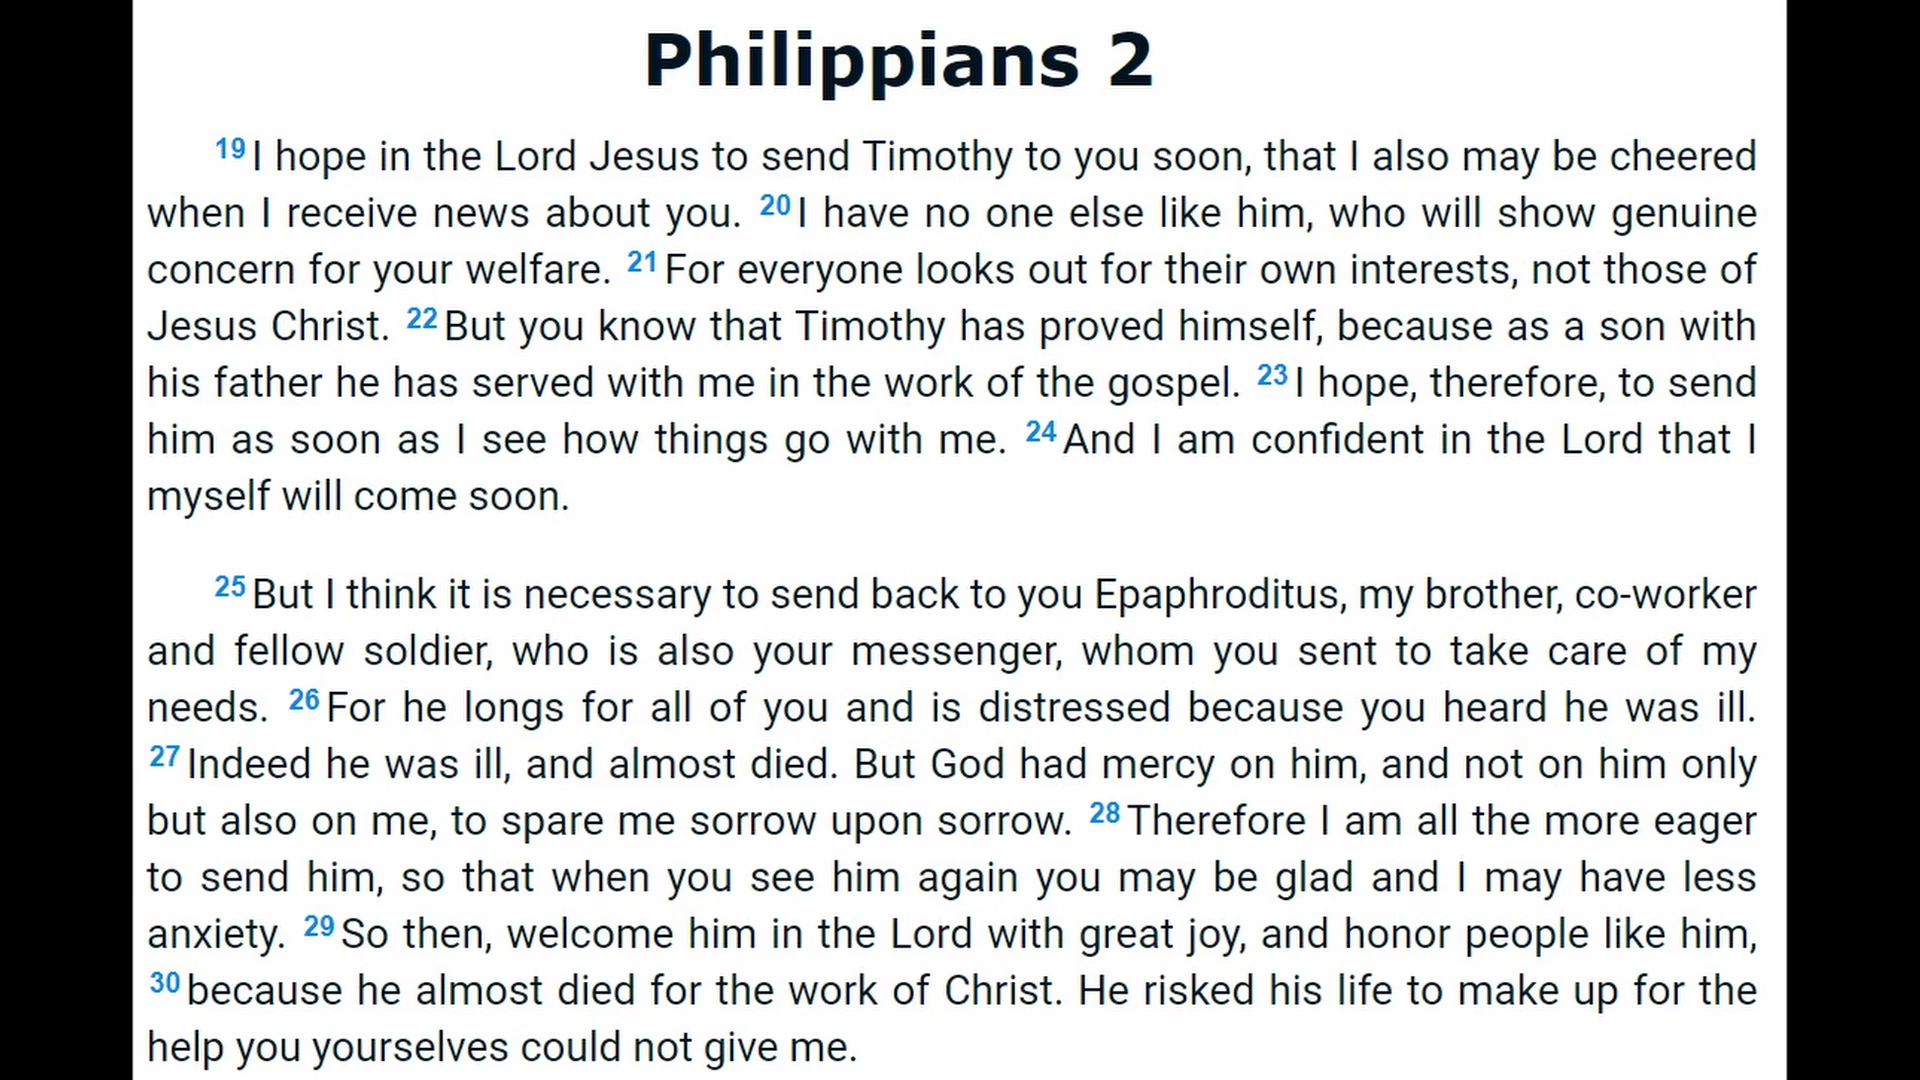 Philippians 2
19 I hope in the Lord Jesus to send Timothy to you soon, that I also may be cheered
when I receive news about you. 20 I have no one else like him, who will show genuine
concern for your welfare. 21 For everyone looks out for their own interests, not those of
Jesus Christ. 22 But you know that Timothy has proved himself, because as a son with
his father he has served with me in the work of the gospel. 23 I hope, therefore, to send
him as soon as I see how things go with me. 24 And I am confident in the Lord that I
myself will come soon.
25 But I think it is necessary to send back to you Epaphroditus, my brother, co-worker
and fellow soldier, who is also your messenger, whom you sent to take care of my
needs. 26 For he longs for all of you and is distressed because you heard he was ill.
27 Indeed he was ill, and almost died. But God had mercy on him, and not on him only
but also on me, to spare me sorrow upon sorrow. 28 Therefore I am all the more eager
to send him, so that when you see him again you may be glad and I may have less
anxiety. 29 So then, welcome him in the Lord with great joy, and honor people like him,
30 because he almost died for the work of Christ. He risked his life to make up for the
help you yourselves could not give me.